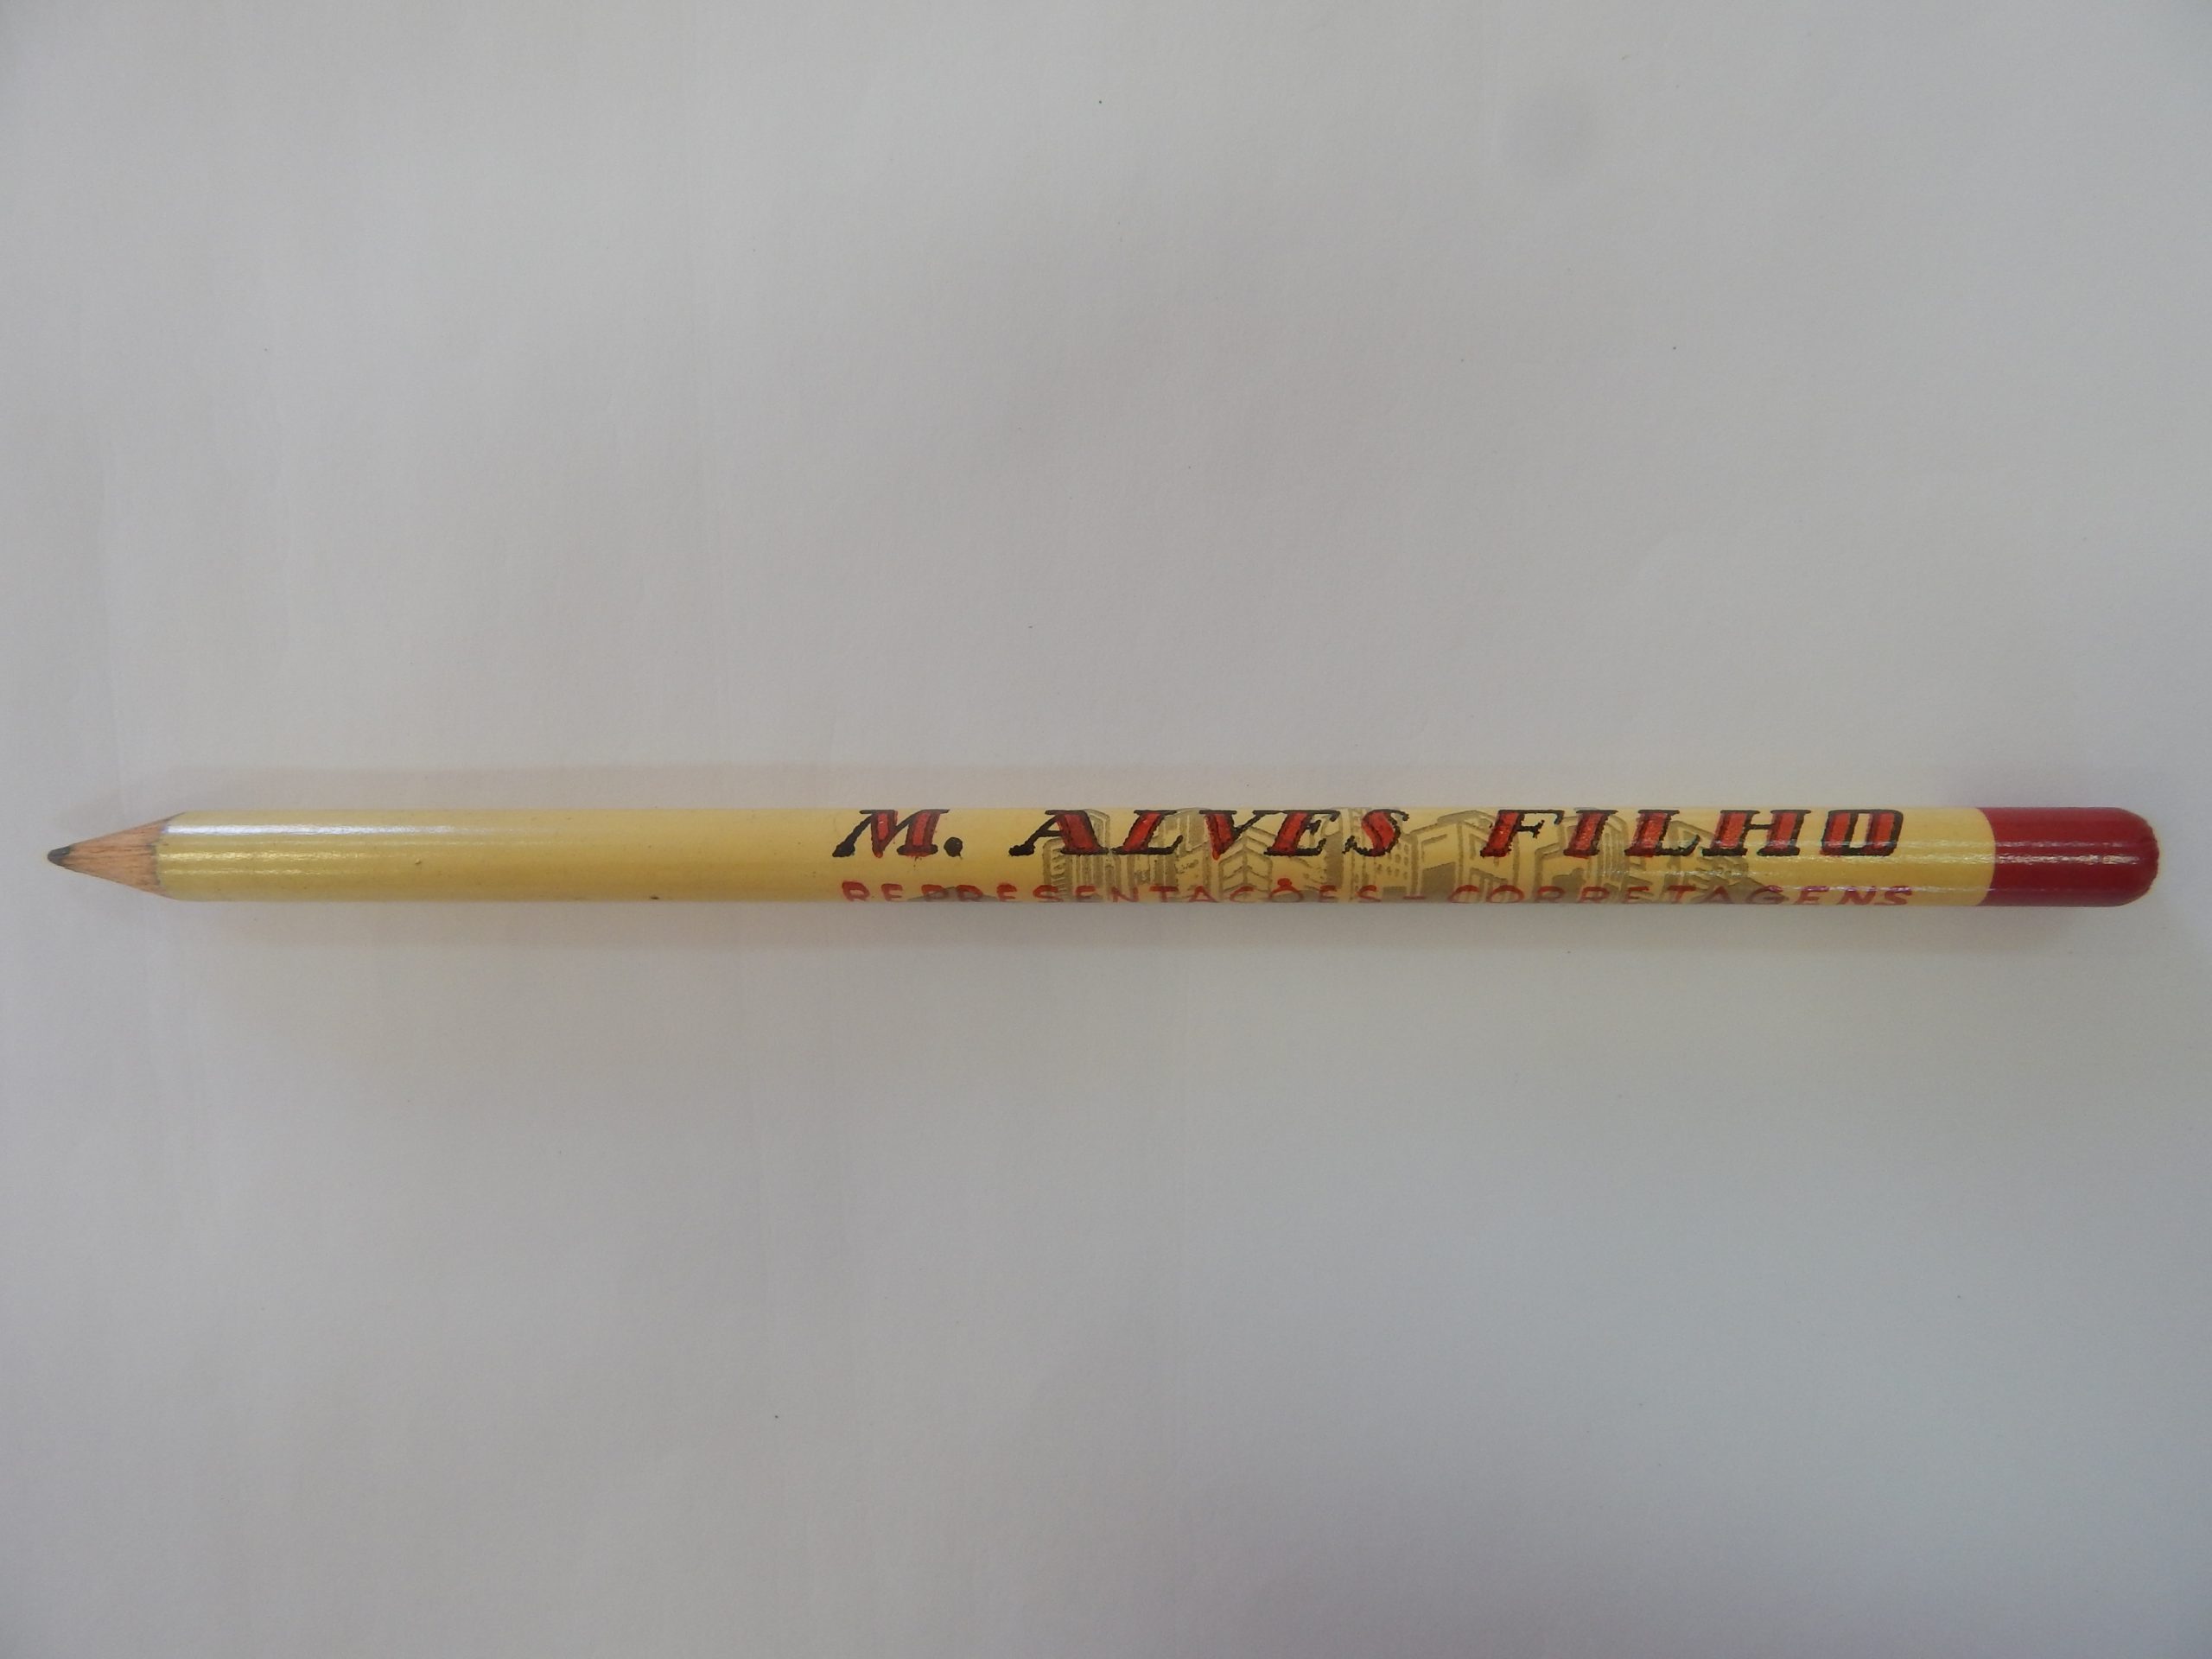 M. ALVES FILHO
REPRESENTAÇÕES - CORRETAGENS